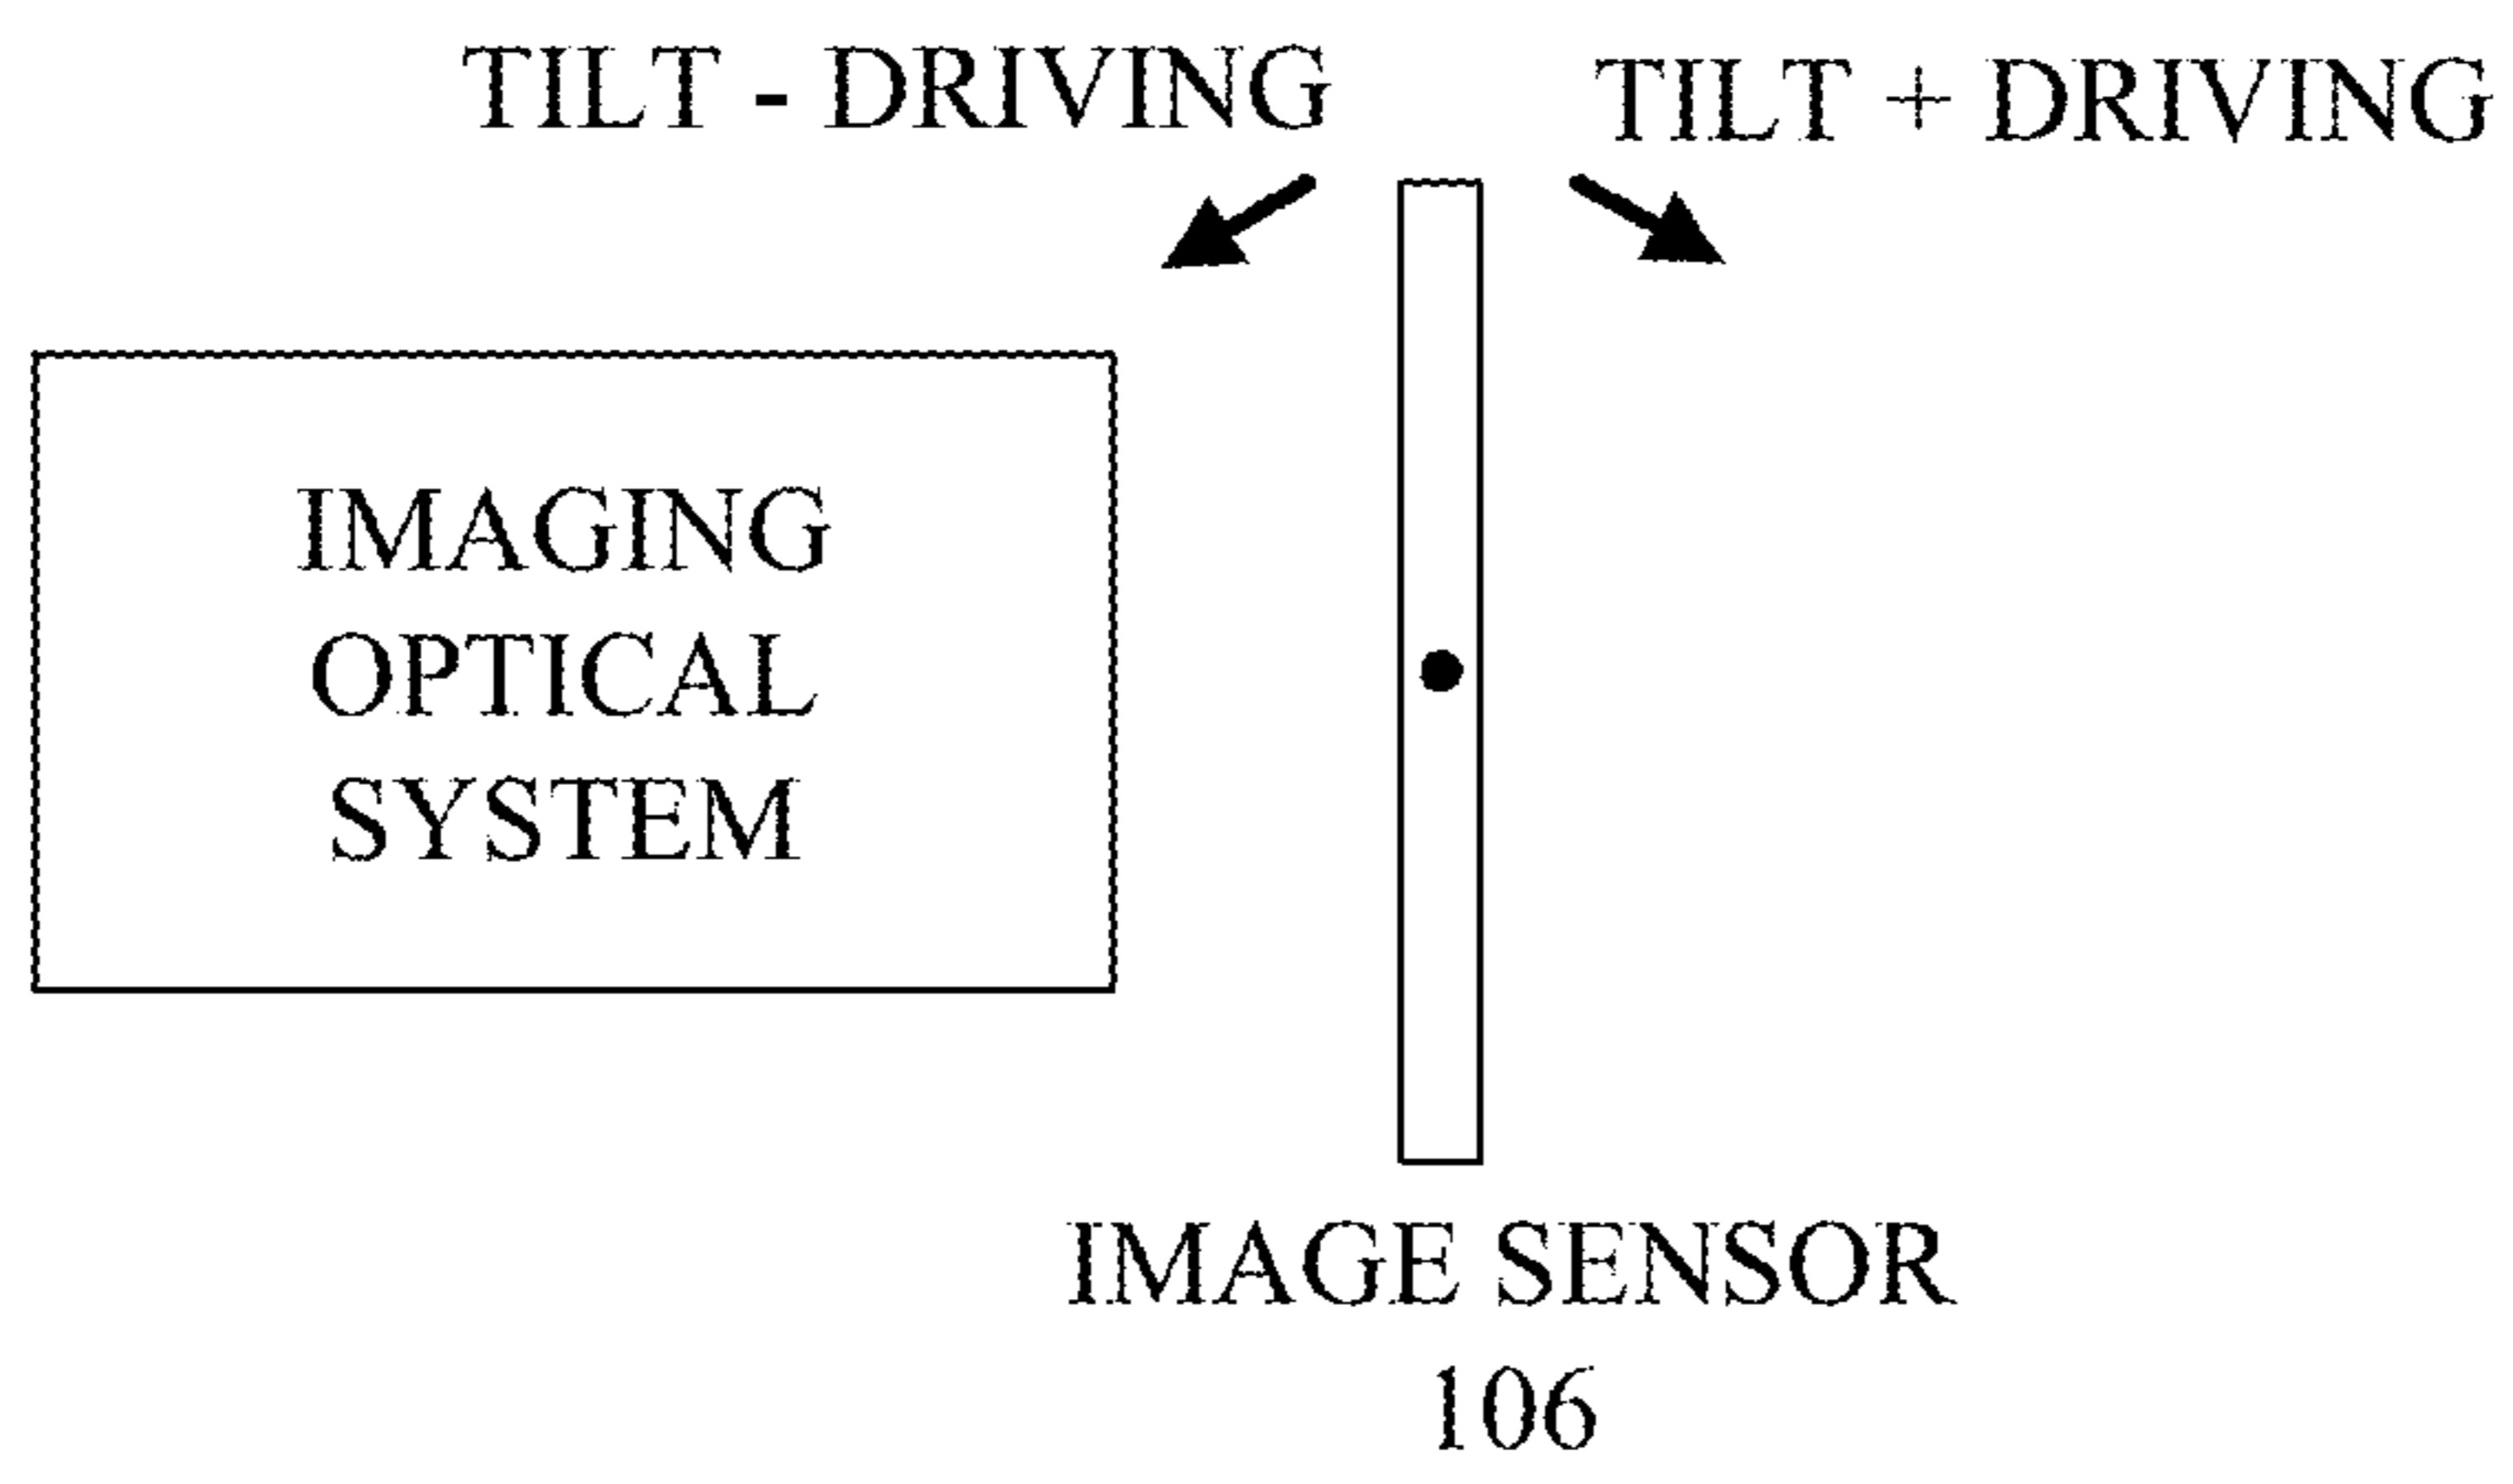 TILT - DRIVING
TILT + DRIVING
IMAGING
OPTICAL
SYSTEM
IMAGE SENSOR
106